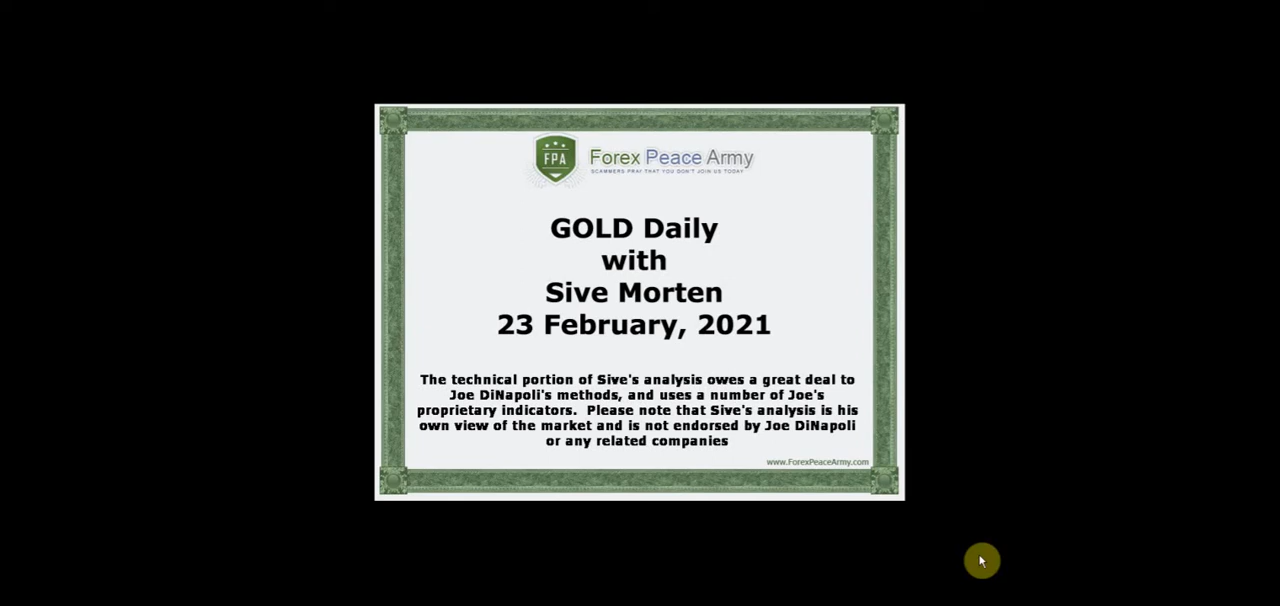 FPA
Forex Peace Army
SCAMMERS PRAY THAT YOU DON'T JOIN US TODAY
GOLD Daily
with
Sive Morten
23 February, 2021
The technical portion of Sive's analysis owes a great deal to
Joe DiNapoli's methods, and uses a number of Joe's
proprietary indicators.  Please note that Sive's analysis is his
own view of the market and is not endorsed by Joe DiNapoli
or any related companies
www.ForexPeaceArmy.com